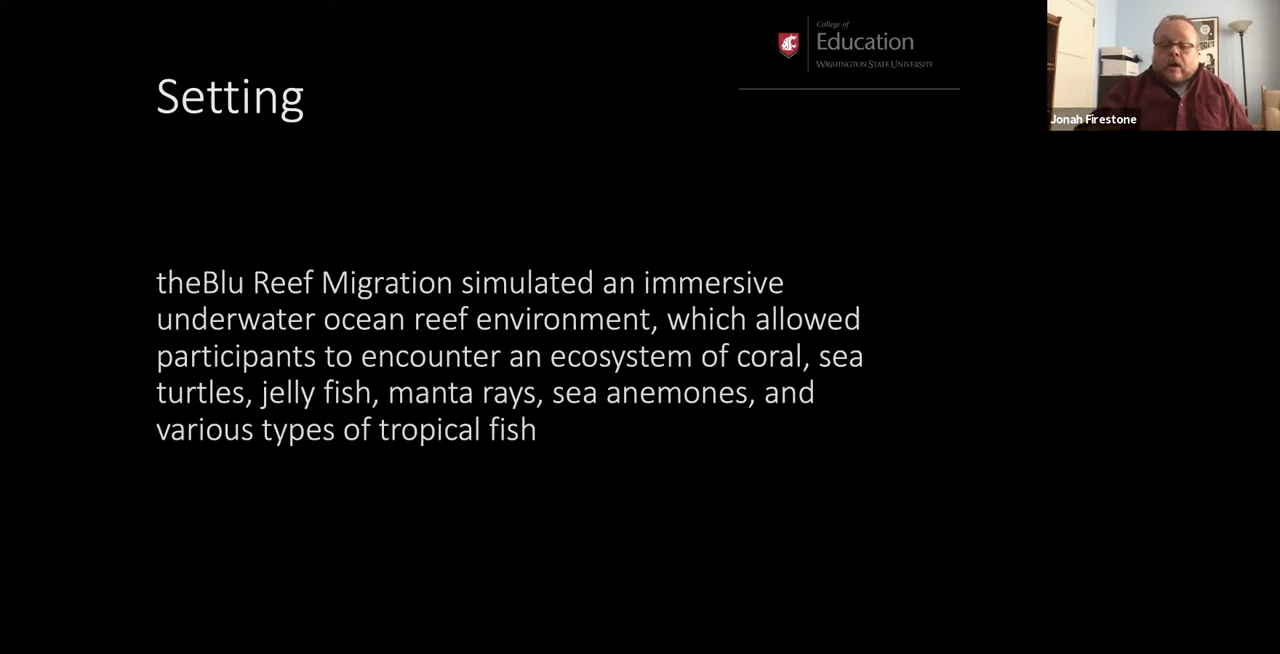 College of
Education
WASHINGTON STATE UNIVERSITY
Setting
Jonah Firestone
theBlu Reef Migration simulated an immersive
underwater ocean reef environment, which allowed
participants to encounter an ecosystem of coral, sea
turtles, jelly fish, manta rays, sea anemones, and
various types of tropical fish